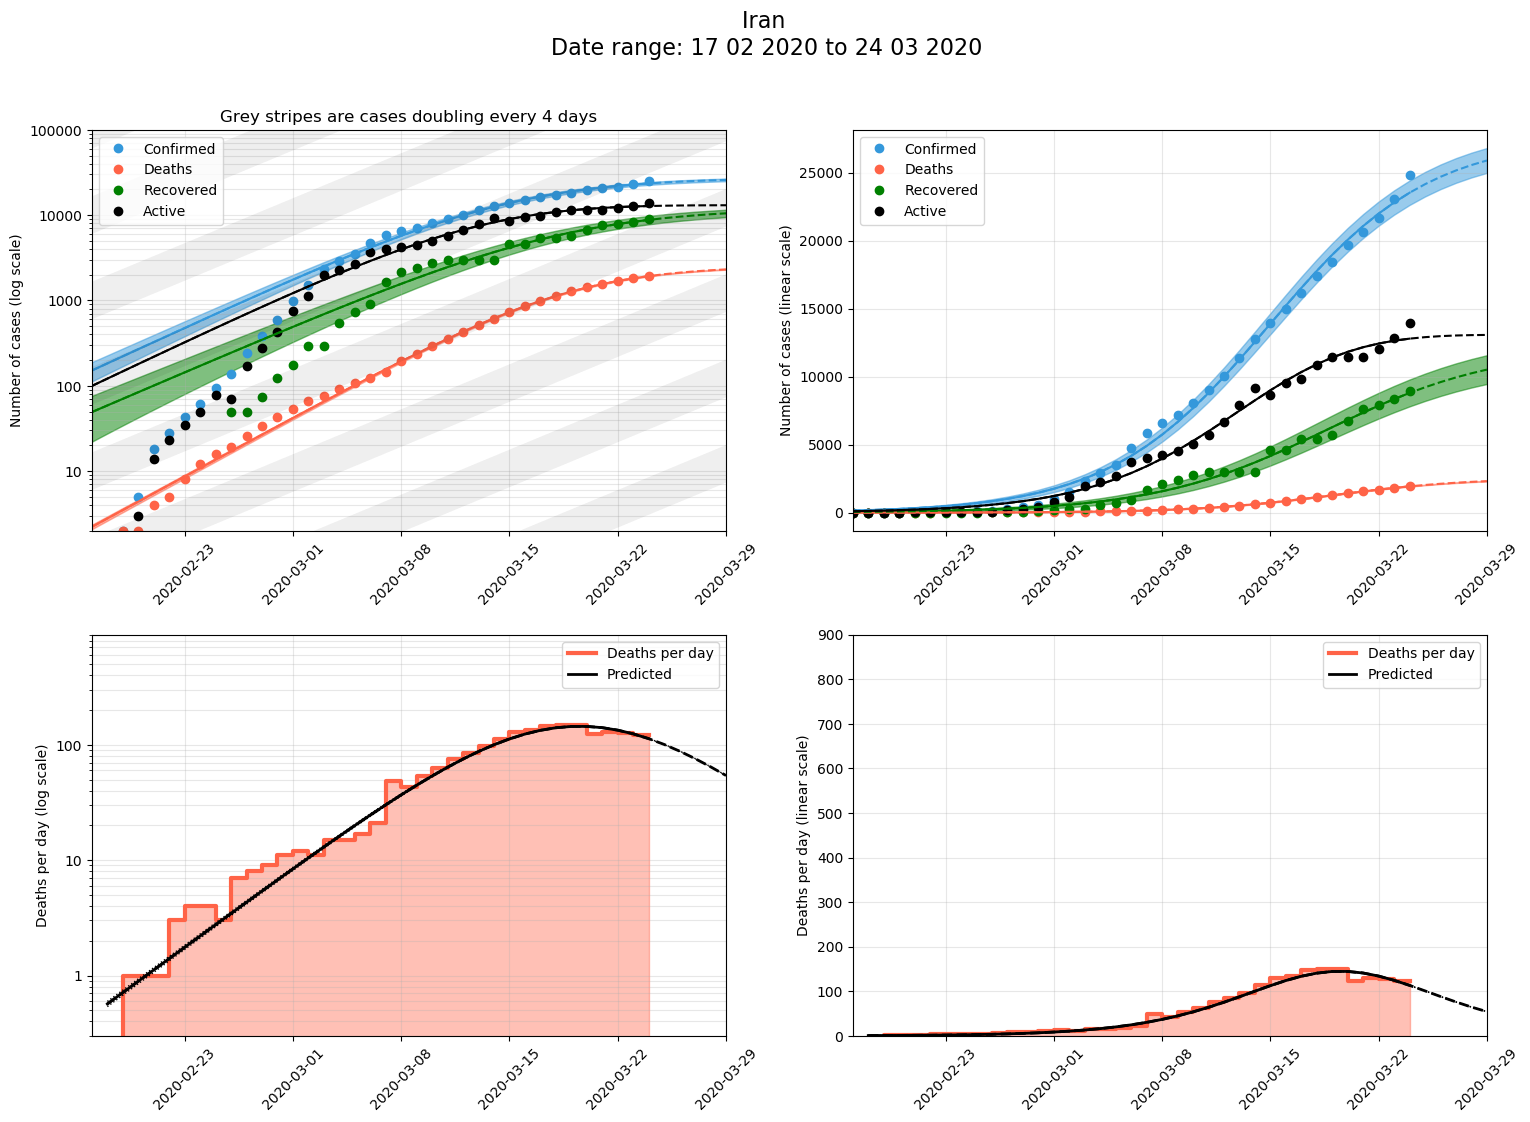 Iran
Date range: 17 02 2020 to 24 03 2020
Grey stripes are cases doubling every 4 days
Number of cases (log scale)
100000
10000
1000
100
10
Confirmed
Deaths
Recovered
Active
2020-02-23
2020-03-01
2020-03-08
2020-03-15
2020-03-22
2020-03-29
Number of cases (linear scale)
25000
20000
15000
10000
5000
0
Confirmed
Deaths
Recovered
Active
2020-02-23
2020-03-01
2020-03-08
2020-03-15
2020-03-22
2020-03-29
Deaths per day (log scale)
100
10
1
Deaths per day
Predicted
2020-02-23
2020-03-01
2020-03-08
2020-03-15
2020-03-22
2020-03-29
Deaths per day (linear scale)
900
800
700
600
500
400
300
200
100
0
Deaths per day
Predicted
2020-02-23
2020-03-01
2020-03-08
2020-03-15
2020-03-22
2020-03-29